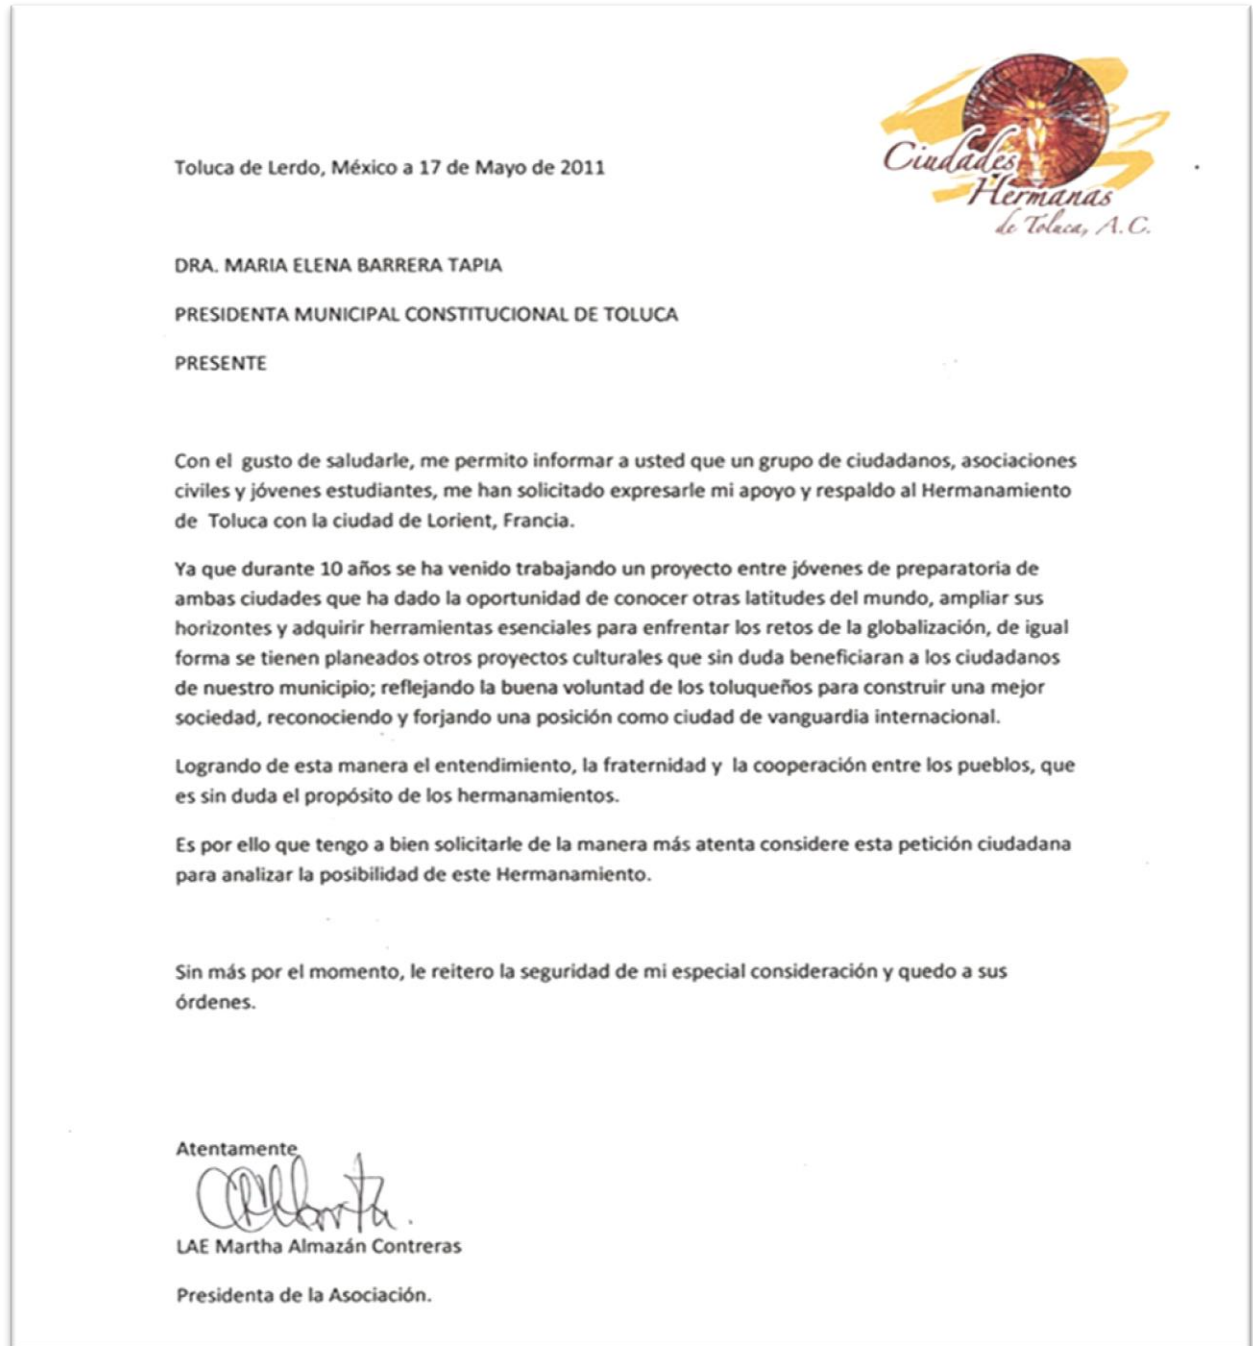 Ciudades
Hermanas
de Toluca, A.C.
Toluca de Lerdo, México a 17 de Mayo de 2011
DRA. MARIA ELENA BARRERA TAPIA
PRESIDENTA MUNICIPAL CONSTITUCIONAL DE TOLUCA
PRESENTE
Con el gusto de saludarle, me permito informar a usted que un grupo de ciudadanos, asociaciones
civiles y jóvenes estudiantes, me han solicitado expresarle mi apoyo y respaldo al Hermanamiento
de Toluca con la ciudad de Lorient, Francia.
Ya que durante 10 años se ha venido trabajando un proyecto entre jóvenes de preparatoria de
ambas ciudades que ha dado la oportunidad de conocer otras latitudes del mundo, ampliar sus
horizontes y adquirir herramientas esenciales para enfrentar los retos de la globalización, de igual
forma se tienen planeados otros proyectos culturales que sin duda beneficiaran a los ciudadanos
de nuestro municipio; reflejando la buena voluntad de los toluqueños para construir una mejor
sociedad, reconociendo y forjando una posición como ciudad de vanguardia internacional.
Logrando de esta manera el entendimiento, la fraternidad y la cooperación entre los pueblos, que
es sin duda el propósito de los hermanamientos.
Es por ello que tengo a bien solicitarle de la manera más atenta considere esta petición ciudadana
para analizar la posibilidad de este Hermanamiento.
Sin más por el momento, le reitero la seguridad de mi especial consideración y quedo a sus
órdenes.
Atentamente
LAE Martha Almazán Contreras
Presidenta de la Asociación.